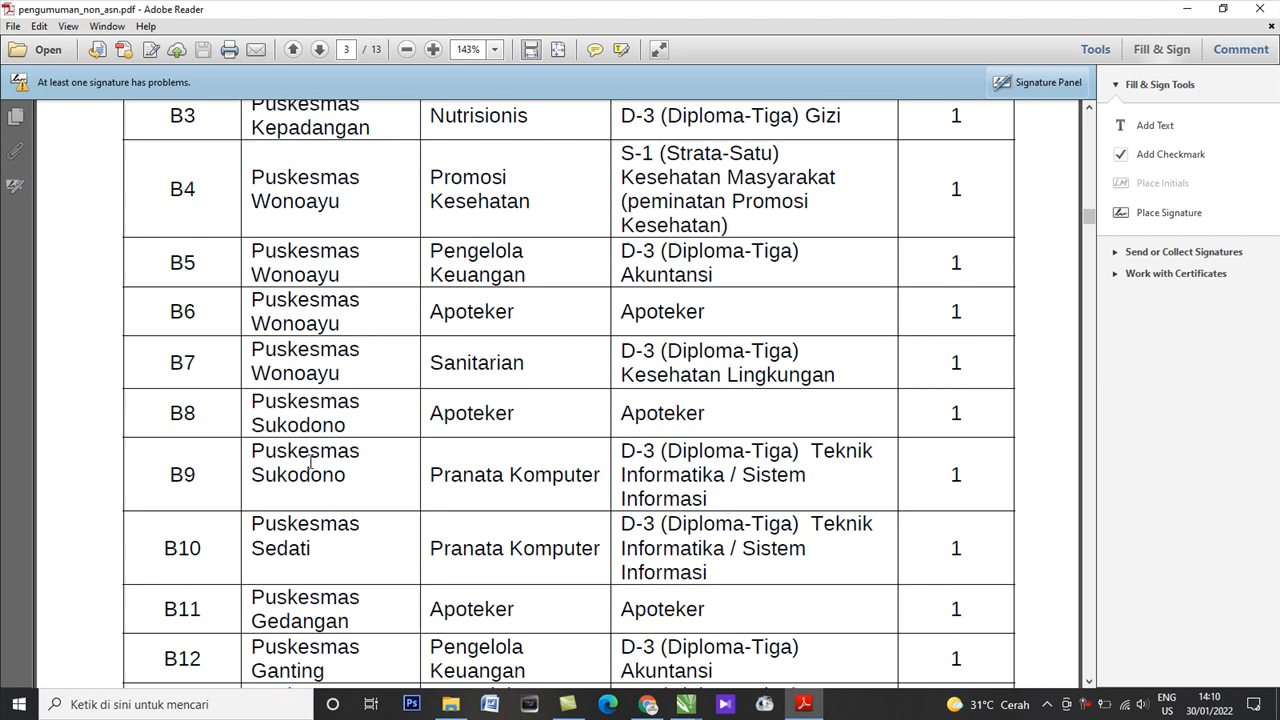 pengumuman_non_asn.pdf - Adobe Reader
File Edit View Window Help
Open 3 / 13 143% Tools Fill & Sign Comment
At least one signature has problems. Signature Panel
Fill & Sign Tools
Add Text
Add Checkmark
Place Initials
Place Signature
Send or Collect Signatures
Work with Certificates
B3 Puskesmas Kepadangan Nutrisionis D-3 (Diploma-Tiga) Gizi 1
B4 Puskesmas Wonoayu Promosi Kesehatan S-1 (Strata-Satu) Kesehatan Masyarakat (peminatan Promosi Kesehatan) 1
B5 Puskesmas Wonoayu Pengelola Keuangan D-3 (Diploma-Tiga) Akuntansi 1
B6 Puskesmas Wonoayu Apoteker Apoteker 1
B7 Puskesmas Wonoayu Sanitarian D-3 (Diploma-Tiga) Kesehatan Lingkungan 1
B8 Puskesmas Sukodono Apoteker Apoteker 1
B9 Puskesmas Sukodono Pranata Komputer D-3 (Diploma-Tiga) Teknik Informatika / Sistem Informasi 1
B10 Puskesmas Sedati Pranata Komputer D-3 (Diploma-Tiga) Teknik Informatika / Sistem Informasi 1
B11 Puskesmas Gedangan Apoteker Apoteker 1
B12 Puskesmas Ganting Pengelola Keuangan D-3 (Diploma-Tiga) Akuntansi 1
Ketik di sini untuk mencari
Ps
31°C Cerah
ENG
US
14:10
30/01/2022